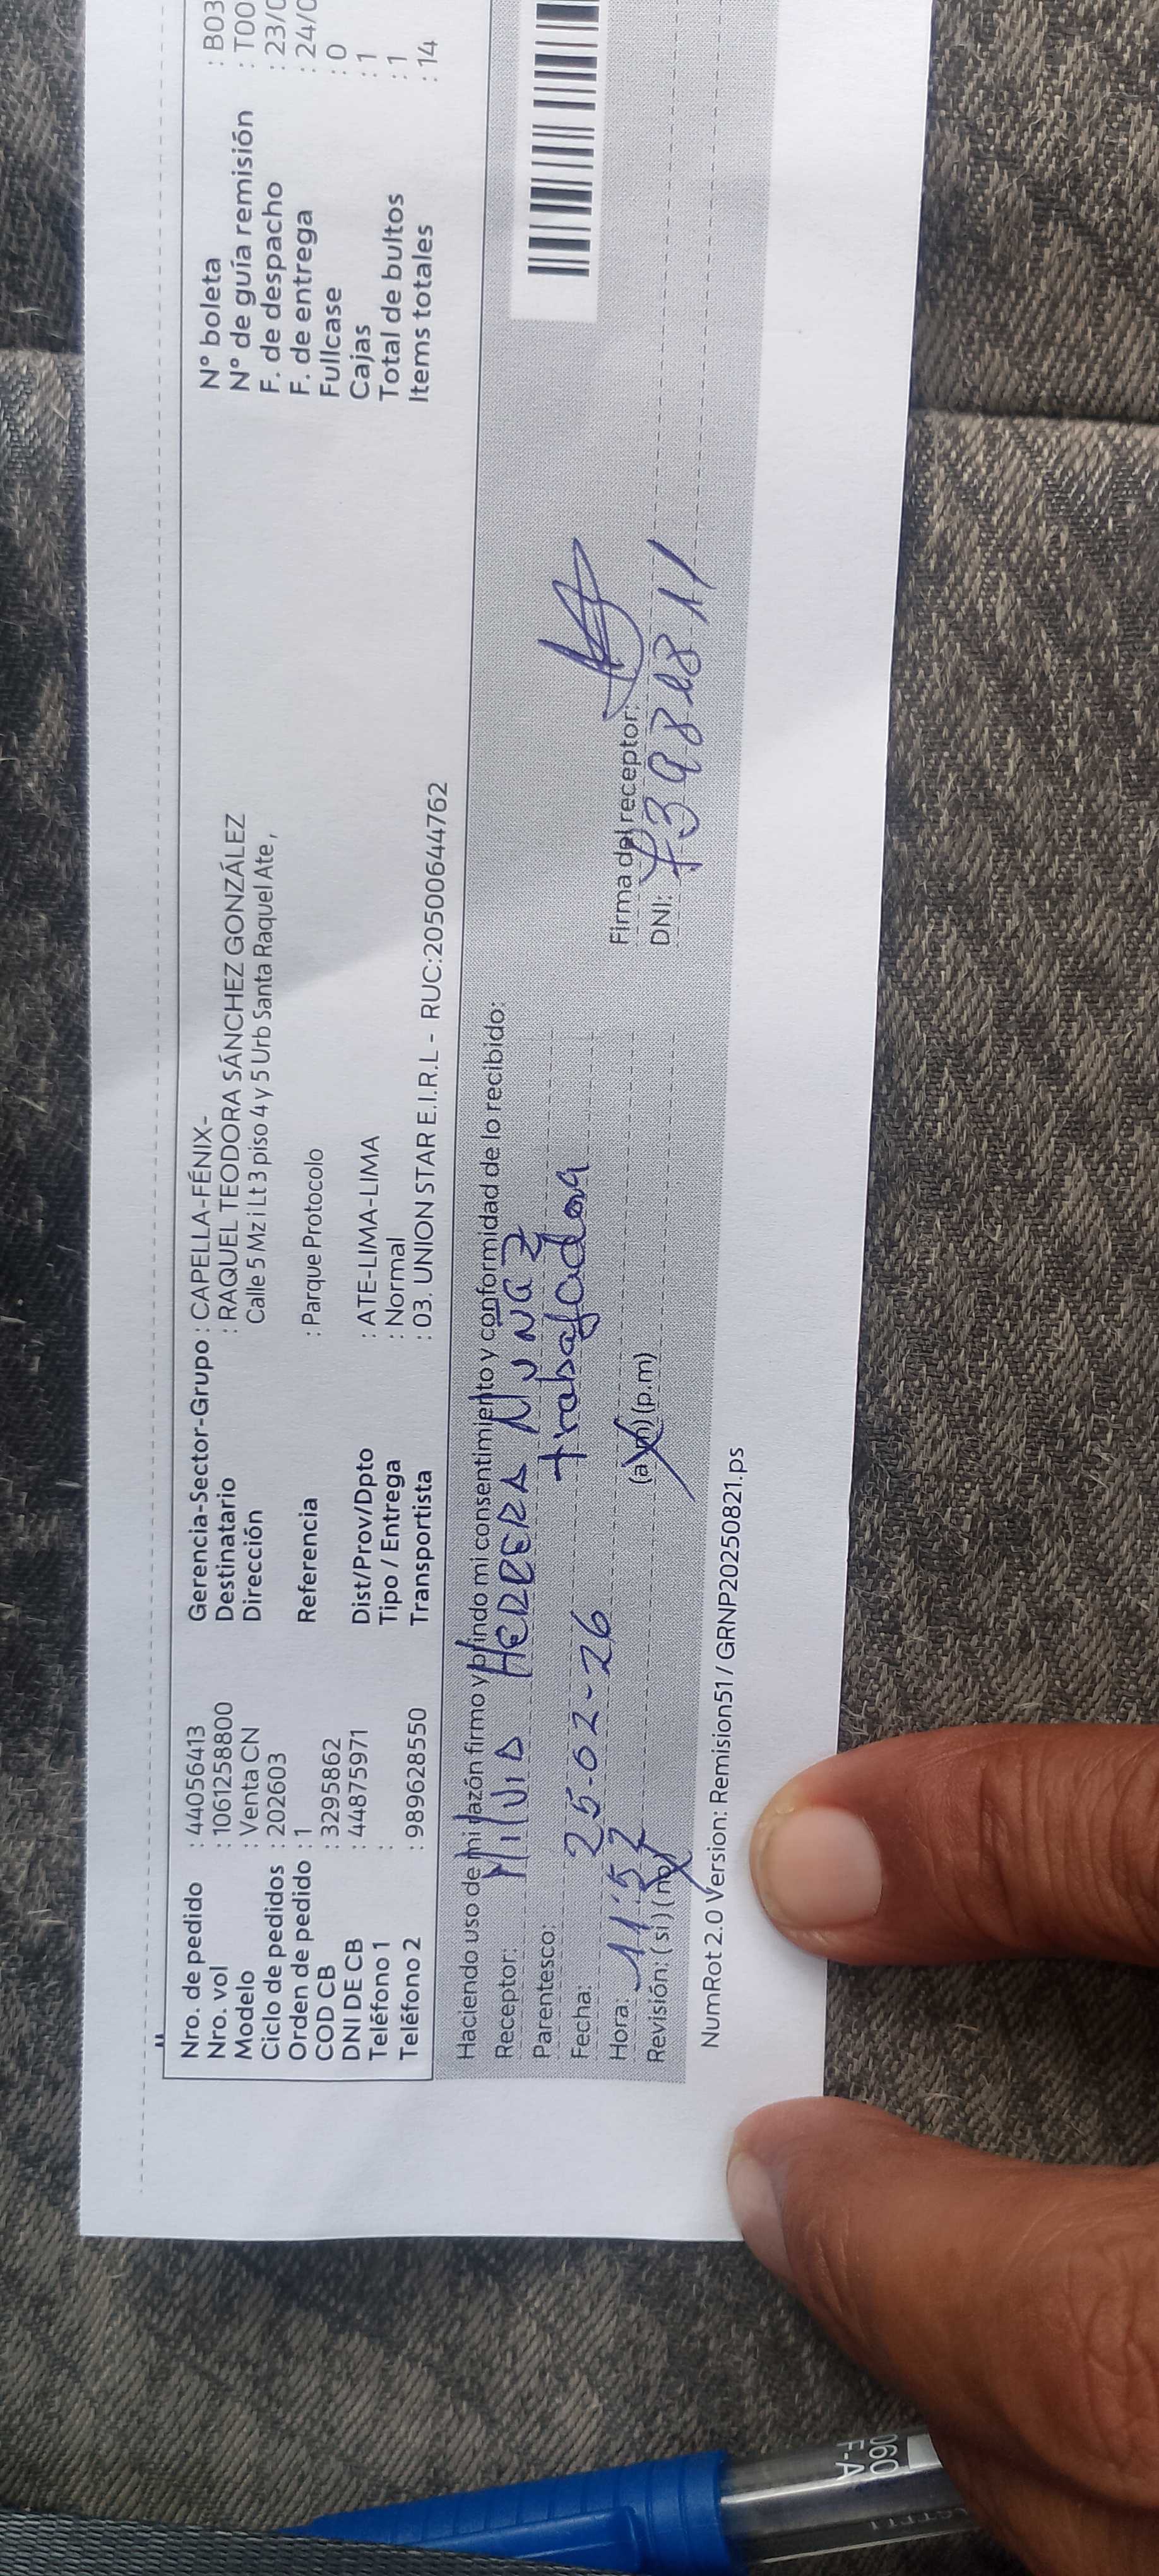 Nro. de pedido : 44056413 Gerencia-Sector-Grupo : CAPELLA-FÉNIX- N° boleta : B03
Nro. vol : 1061258800 Destinatario : RAQUEL TEODORA SÁNCHEZ GONZÁLEZ N° de guía remisión : T00
Modelo : Venta CN Dirección Calle 5 Mz i Lt 3 piso 4 y 5 Urb Santa Raquel Ate, F. de despacho : 23/0
Ciclo de pedidos : 202603 F. de entrega : 24/0
Orden de pedido : 1 Referencia : Parque Protocolo Fullcase : 0
COD CB : 3295862 Cajas : 1
DNI DE CB : 44875971 Dist/Prov/Dpto : ATE-LIMA-LIMA Total de bultos : 1
Teléfono 1 : Tipo / Entrega : Normal Items totales : 14
Teléfono 2 : 989628550 Transportista : 03. UNION STAR E.I.R.L - RUC:20500644762
Haciendo uso de mi razón firmo y brindo mi consentimiento y conformidad de lo recibido:
Receptor: HERRERA
Parentesco: trabajadora
Fecha: 25-02-26
Hora: 11:57 (a.m) (p.m) Firma del receptor:
Revisión: (si) (no) DNI:
NumRot 2.0 Version: Remision51 / GRNP20250821.ps
060
F-A